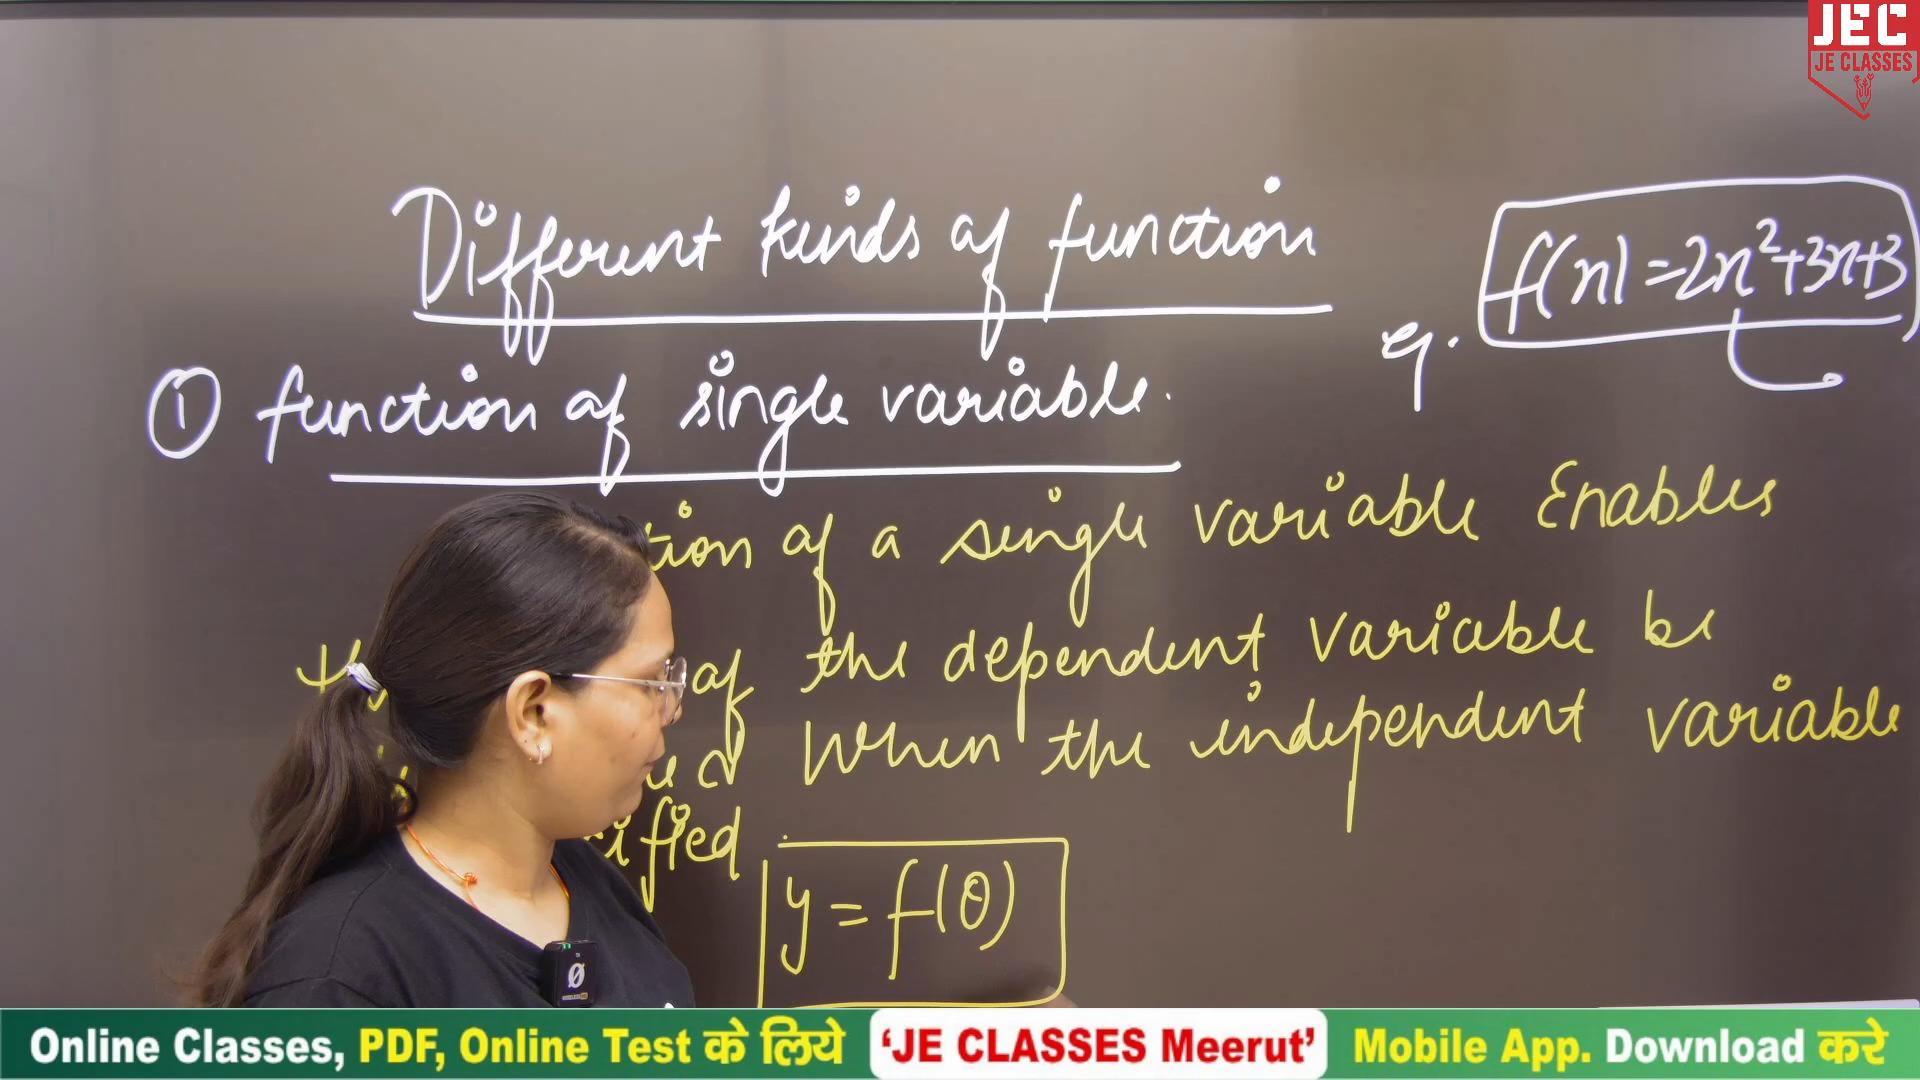 JEC
JE CLASSES
Different kinds of function
f(x) = 2x²+3x+3
eg.
① function of single variable.
tion of a single variable Enables
of the dependent variable be
ed When the independent variable
ified
y = f(θ)
Online Classes, PDF, Online Test के लिये 'JE CLASSES Meerut' Mobile App. Download करे